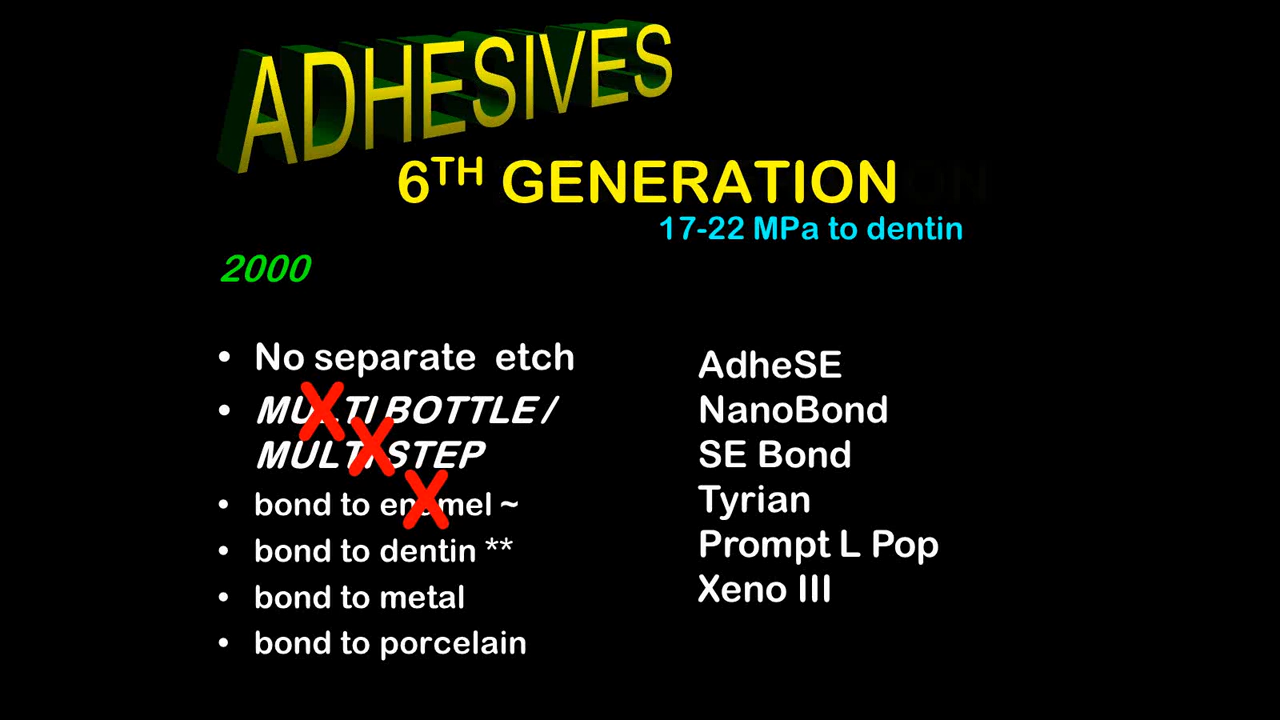 ADHESIVES
6TH GENERATION
17-22 MPa to dentin
2000
• No separate etch
• MULTI BOTTLE /
MULTI STEP
• bond to enamel ~
• bond to dentin **
• bond to metal
• bond to porcelain
AdheSE
NanoBond
SE Bond
Tyrian
Prompt L Pop
Xeno III